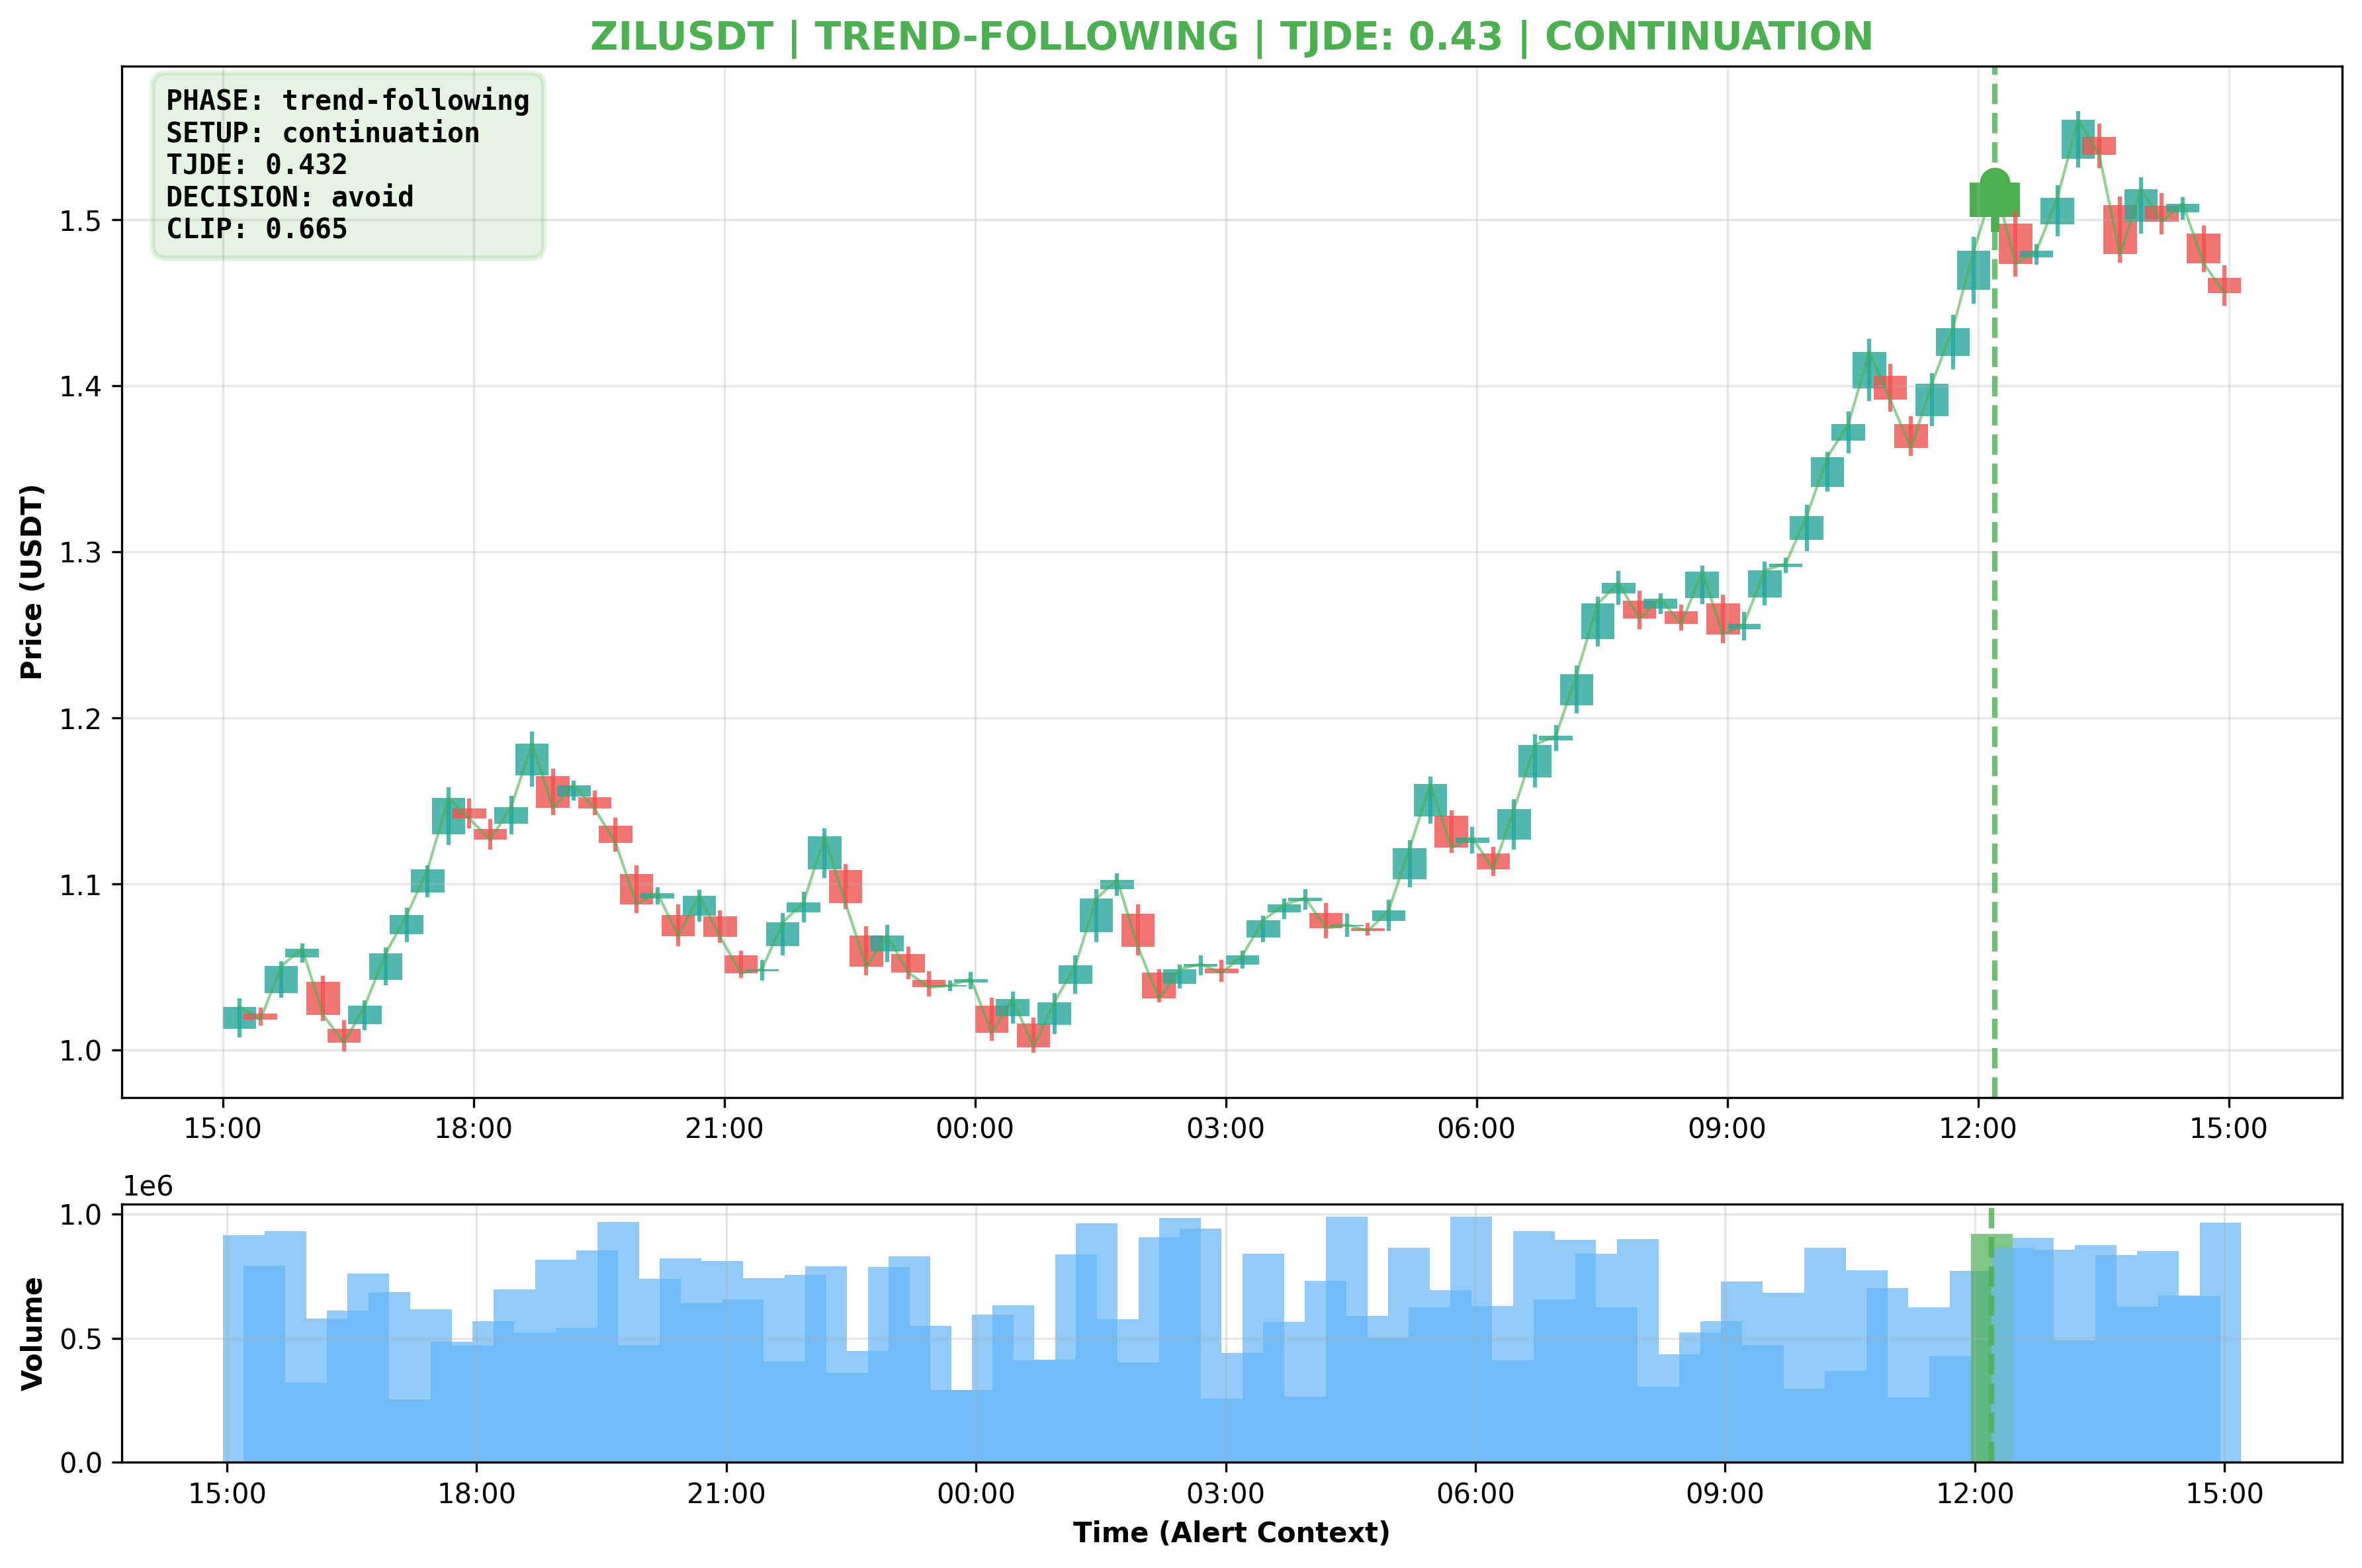 ZILUSDT | TREND-FOLLOWING | TJDE: 0.43 | CONTINUATION
PHASE: trend-following
SETUP: continuation
TJDE: 0.432
DECISION: avoid
CLIP: 0.665
Price (USDT)
1.5
1.4
1.3
1.2
1.1
1.0
15:00 18:00 21:00 00:00 03:00 06:00 09:00 12:00 15:00
1e6
Volume
1.0
0.5
0.0
15:00 18:00 21:00 00:00 03:00 06:00 09:00 12:00 15:00
Time (Alert Context)